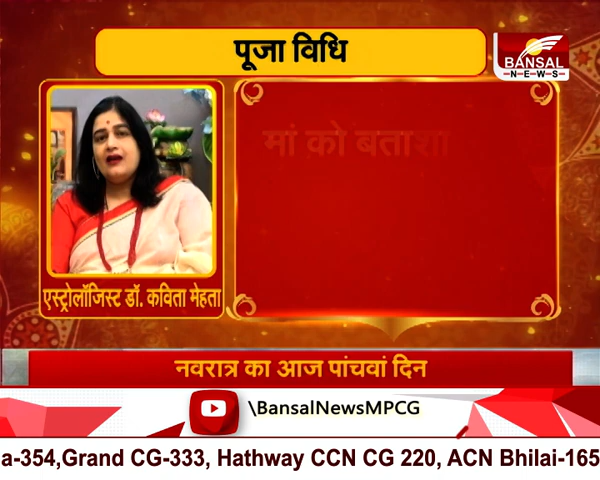 पूजा विधि
BANSAL
NEWS
मां को बताशा
एस्ट्रोलॉजिस्ट डॉ. कविता मेहता
नवरात्र का आज पांचवां दिन
\BansalNewsMPCG
a-354,Grand CG-333, Hathway CCN CG 220, ACN Bhilai-165